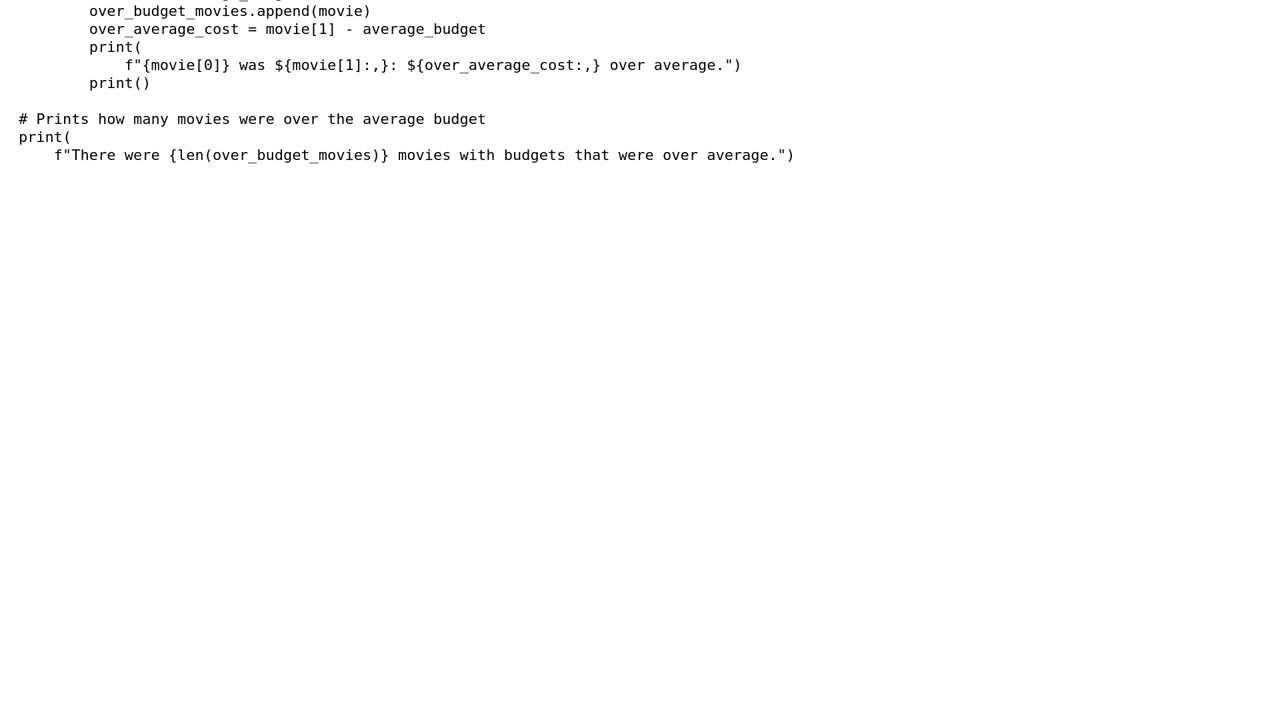 over_budget_movies.append(movie)
        over_average_cost = movie[1] - average_budget
        print(
            f"{movie[0]} was ${movie[1]:,}: ${over_average_cost:,} over average.")
        print()

# Prints how many movies were over the average budget
print(
    f"There were {len(over_budget_movies)} movies with budgets that were over average.")